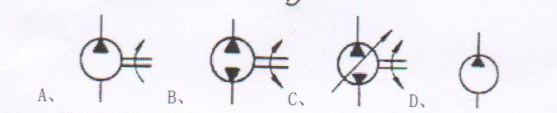 A、 B、 C、 D、